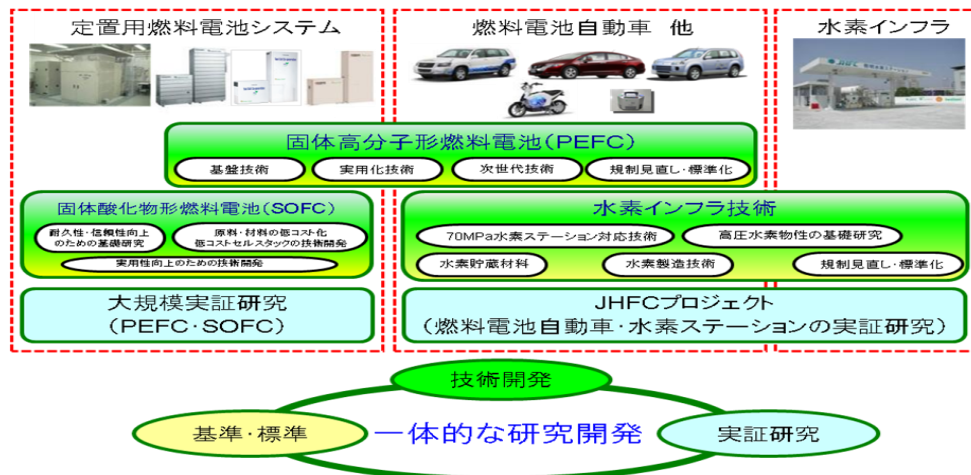 定置用燃料電池システム
燃料電池自動車 他
水素インフラ
固体高分子形燃料電池(PEFC)
基盤技術
実用化技術
次世代技術
規制見直し・標準化
固体酸化物形燃料電池(SOFC)
耐久性・信頼性向上
のための基礎研究
原料・材料の低コスト化
低コストセルスタックの技術開発
実用性向上のための技術開発
水素インフラ技術
70MPa水素ステーション対応技術
高圧水素物性の基礎研究
水素貯蔵材料
水素製造技術
規制見直し・標準化
大規模実証研究
(PEFC・SOFC)
JHFCプロジェクト
(燃料電池自動車・水素ステーションの実証研究)
技術開発
基準・標準
一体的な研究開発
実証研究